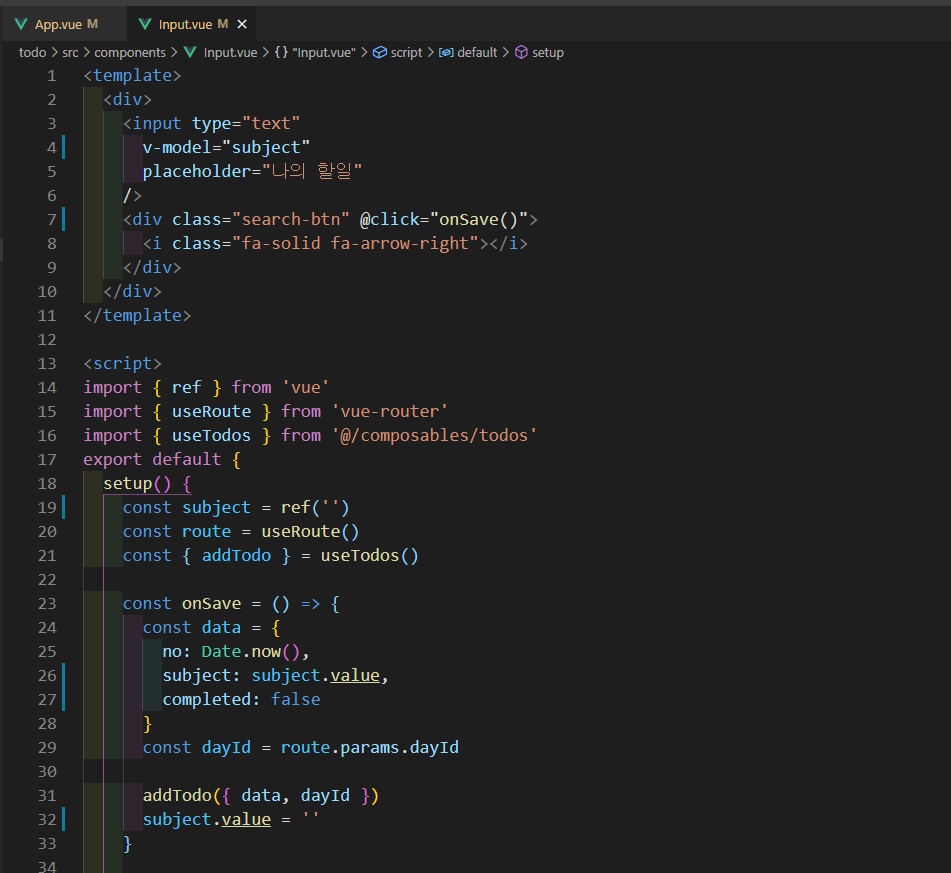 App.vue M Input.vue M ×
todo > src > components > Input.vue > {} "Input.vue" > script > default > setup
1 <template>
2 <div>
3 <input type="text"
4 v-model="subject"
5 placeholder="나의 할일"
6 />
7 <div class="search-btn" @click="onSave()">
8 <i class="fa-solid fa-arrow-right"></i>
9 </div>
10 </div>
11 </template>
12
13 <script>
14 import { ref } from 'vue'
15 import { useRoute } from 'vue-router'
16 import { useTodos } from '@/composables/todos'
17 export default {
18 setup() {
19 const subject = ref('')
20 const route = useRoute()
21 const { addTodo } = useTodos()
22
23 const onSave = () => {
24 const data = {
25 no: Date.now(),
26 subject: subject.value,
27 completed: false
28 }
29 const dayId = route.params.dayId
30
31 addTodo({ data, dayId })
32 subject.value = ''
33 }
34